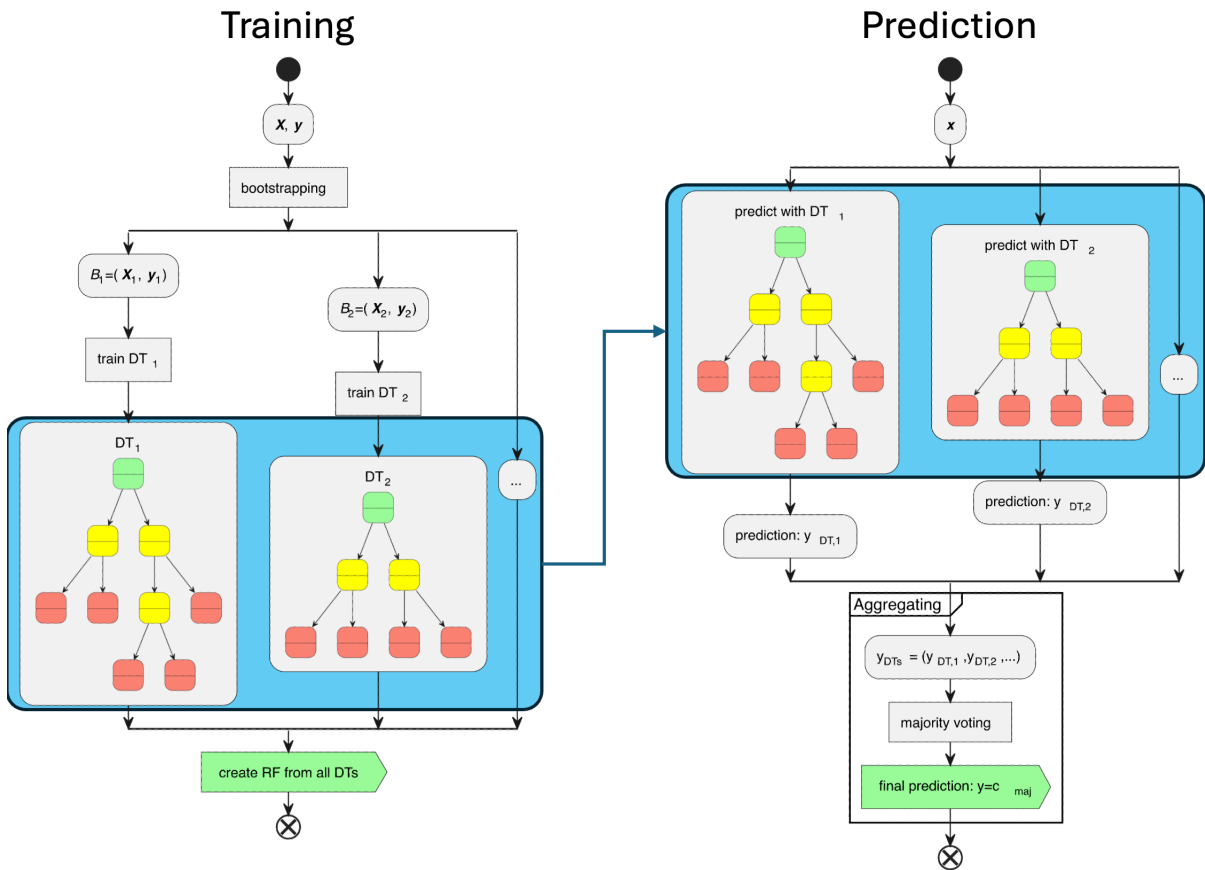 Training
X, y
bootstrapping
B₁=( X₁, y₁)
B₂=( X₂, y₂)
train DT ₁
train DT ₂
DT₁
DT₂
...
create RF from all DTs
Prediction
x
predict with DT ₁
predict with DT ₂
...
prediction: y DT,2
prediction: y DT,1
Aggregating
yDTs = (y DT,1 ,yDT,2 ,...)
majority voting
final prediction: y=c maj